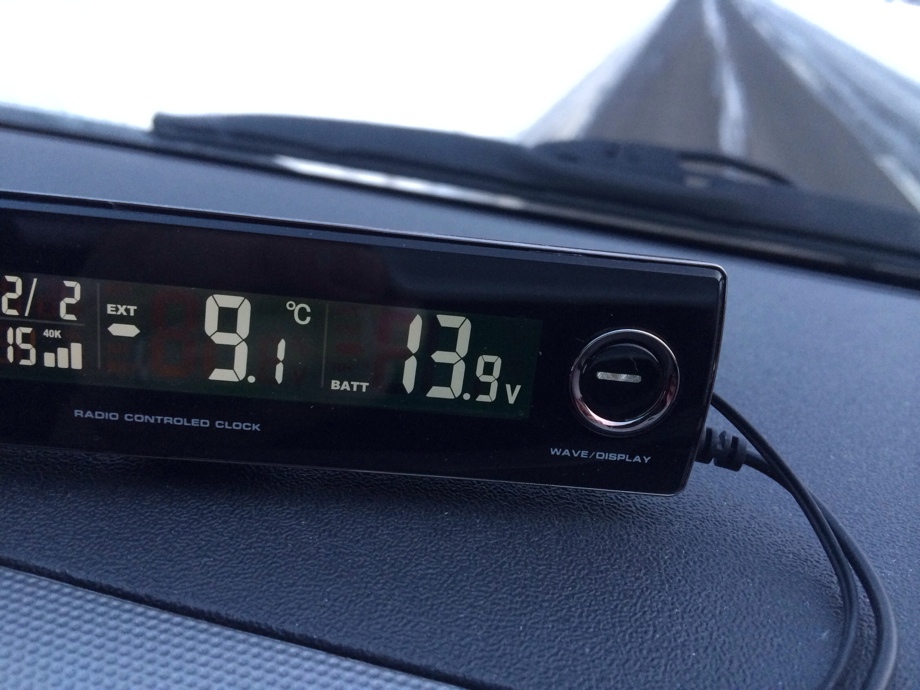 2/ 2
15 40K
EXT
-9.1 °C
BATT 13.9 v
RADIO CONTROLED CLOCK
WAVE/DISPLAY